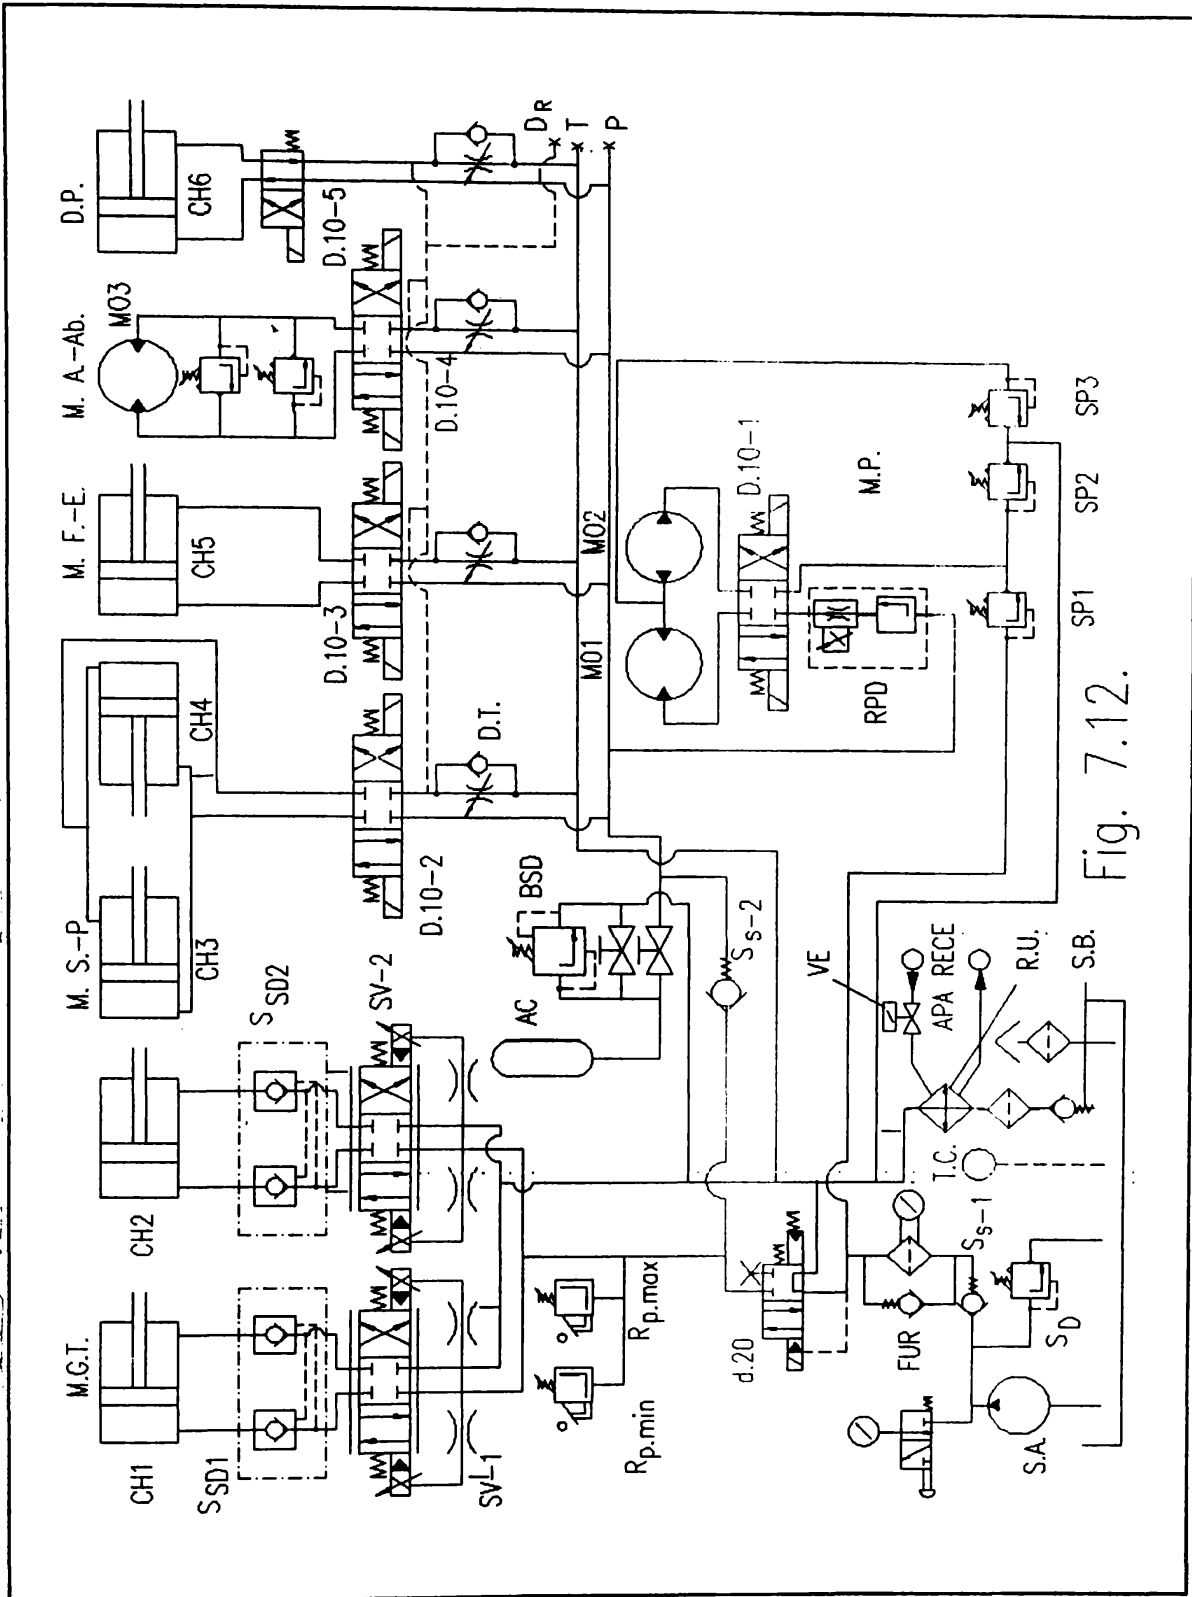 M.G.T.
CH1
CH2
M. S.-P
CH3
CH4
M. F.-E.
CH5
M. A.-Ab.
MO3
D.P.
CH6
S SD1
S SD2
SV-1
SV-2
D.10-2
D.10-3
D.10-4
D.10-5
D.T.
DR
T
P
Rp.min
Rp.max
AC
BSD
Ss-2
MO1
MO2
D.10-1
M.P.
RPD
d.20
VE
APA RECE
R.U.
S.B.
T.C.
Ss-1
FUR
SD
S.A.
SP1
SP2
SP3
Fig. 7.12.